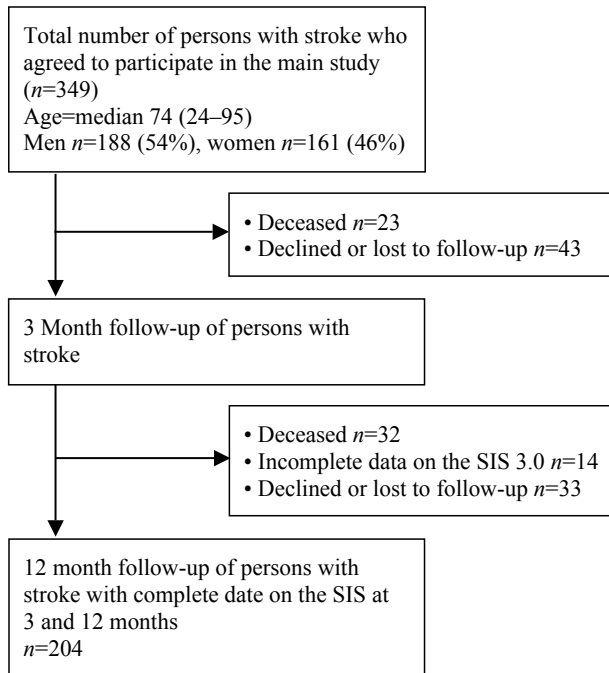 Total number of persons with stroke who
agreed to participate in the main study
(n=349)
Age=median 74 (24–95)
Men n=188 (54%), women n=161 (46%)
• Deceased n=23
• Declined or lost to follow-up n=43
3 Month follow-up of persons with
stroke
• Deceased n=32
• Incomplete data on the SIS 3.0 n=14
• Declined or lost to follow-up n=33
12 month follow-up of persons with
stroke with complete date on the SIS at
3 and 12 months
n=204